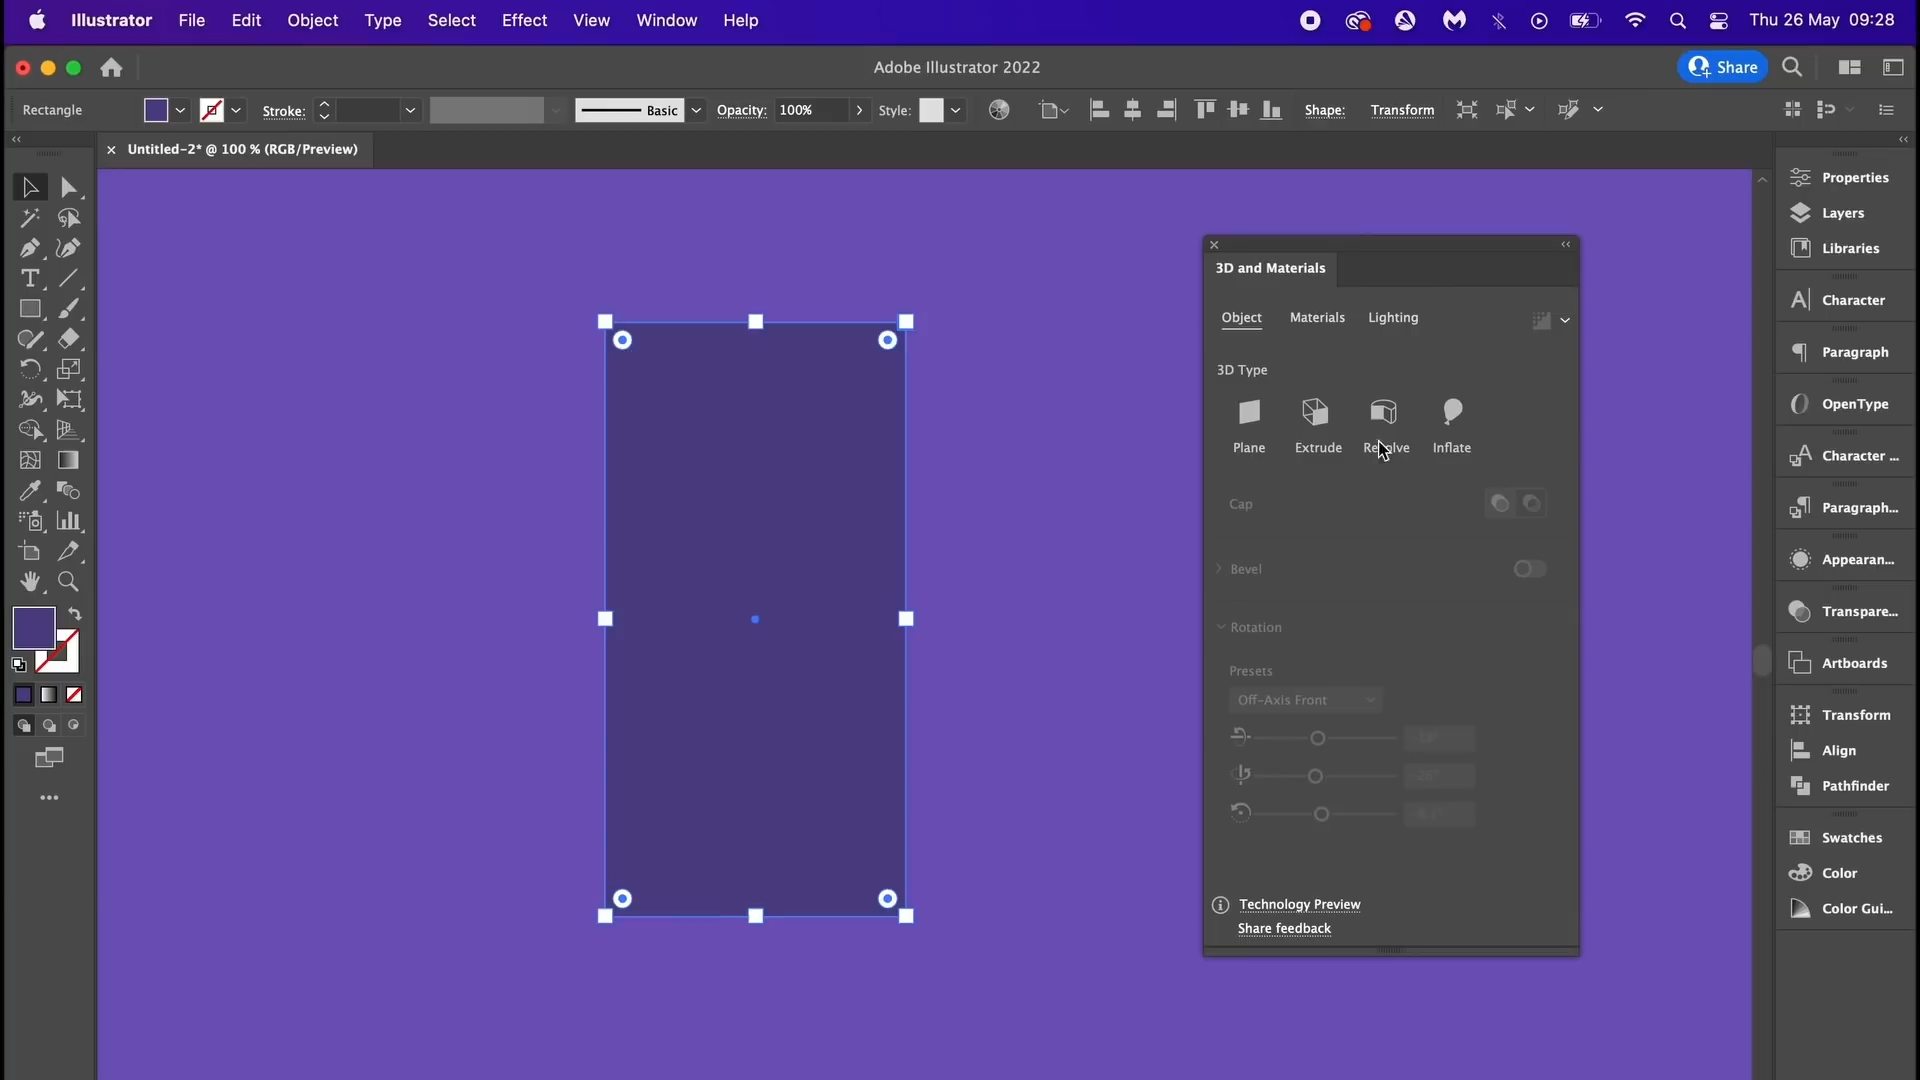 Illustrator File Edit Object Type Select Effect View Window Help Thu 26 May 09:28
Adobe Illustrator 2022 Share
Rectangle Stroke: Basic Opacity: 100% Style: Shape: Transform
Untitled-2* @ 100 % (RGB/Preview)
Properties
Layers
Libraries
Character
Paragraph
OpenType
Character ...
Paragraph...
Appearan...
Transpare...
Artboards
Transform
Align
Pathfinder
Swatches
Color
Color Gui...
3D and Materials
Object Materials Lighting
3D Type
Plane Extrude Revolve Inflate
Cap
Bevel
Rotation
Presets
Off-Axis Front
Technology Preview
Share feedback